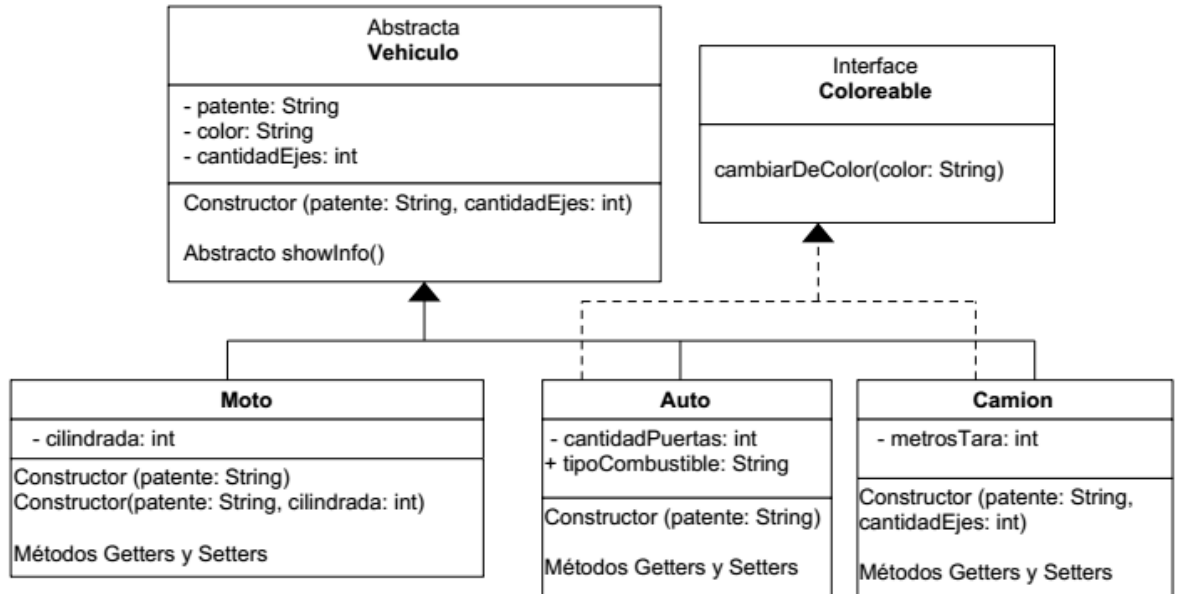 Abstracta
Vehiculo
- patente: String
- color: String
- cantidadEjes: int
Constructor (patente: String, cantidadEjes: int)
Abstracto showInfo()
Interface
Coloreable
cambiarDeColor(color: String)
Moto
- cilindrada: int
Constructor (patente: String)
Constructor(patente: String, cilindrada: int)
Métodos Getters y Setters
Auto
- cantidadPuertas: int
+ tipoCombustible: String
Constructor (patente: String)
Métodos Getters y Setters
Camion
- metrosTara: int
Constructor (patente: String,
cantidadEjes: int)
Métodos Getters y Setters